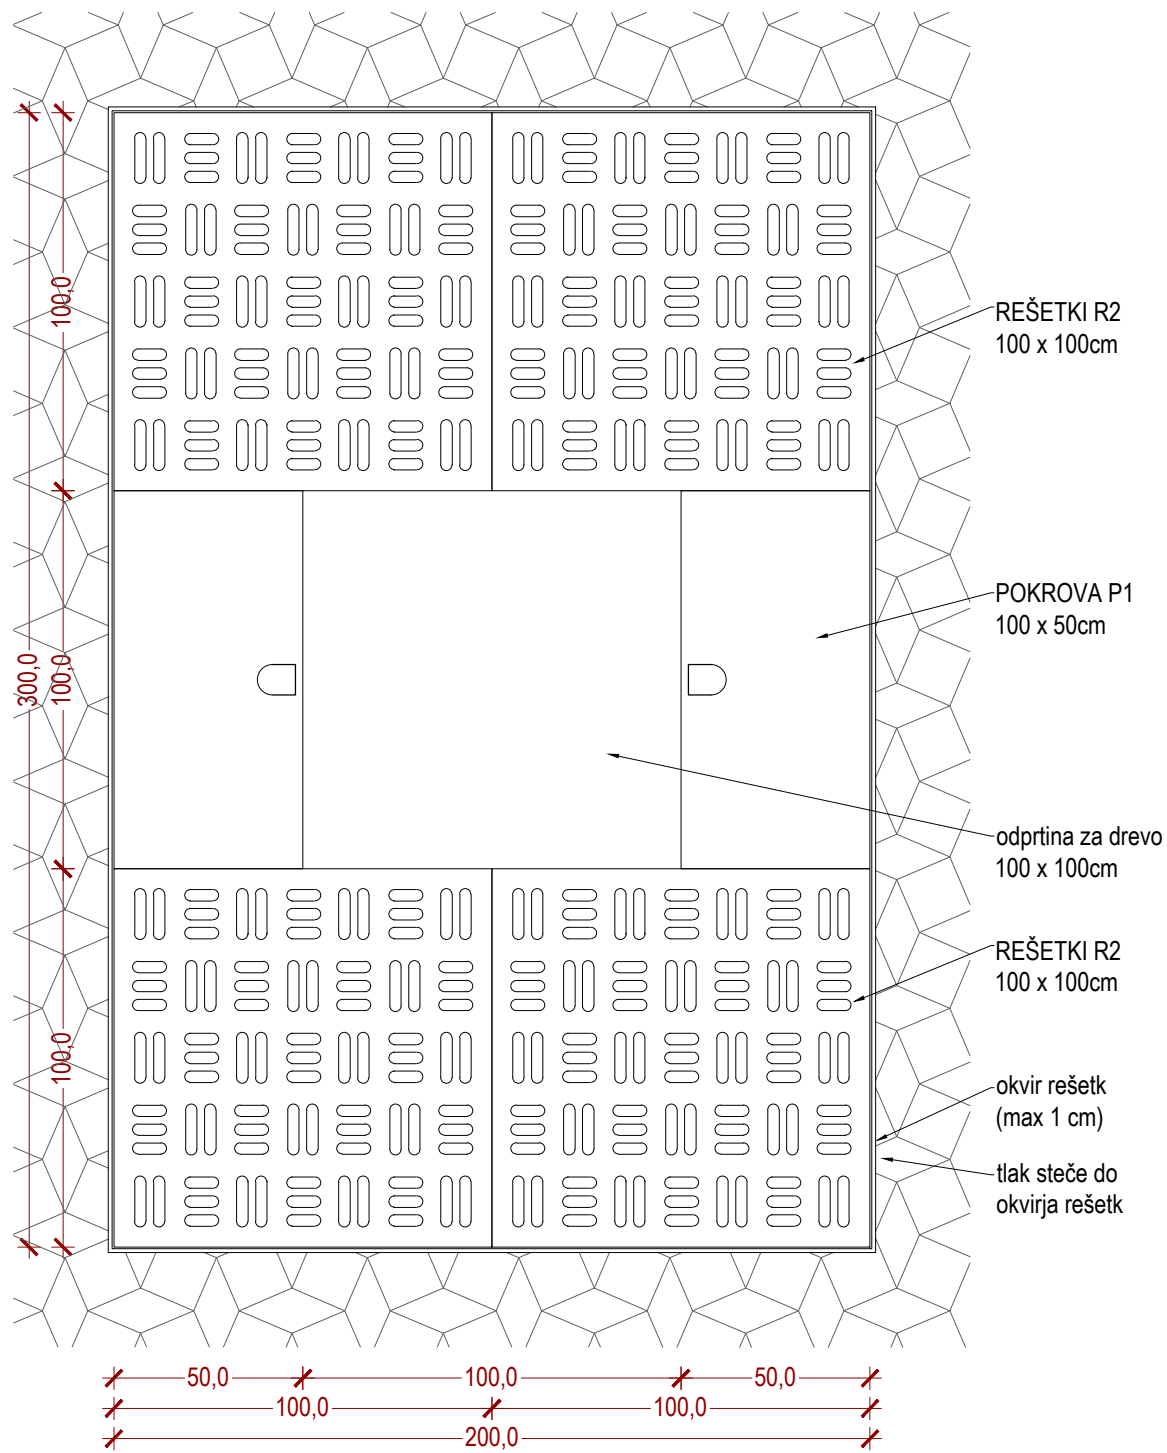 100,0
REŠETKI R2
100 x 100cm
POKROVA P1
100 x 50cm
300,0
100,0
odprtina za drevo
100 x 100cm
REŠETKI R2
100 x 100cm
100,0
okvir rešetk
(max 1 cm)
tlak steče do
okvirja rešetk
50,0
100,0
50,0
100,0
100,0
200,0